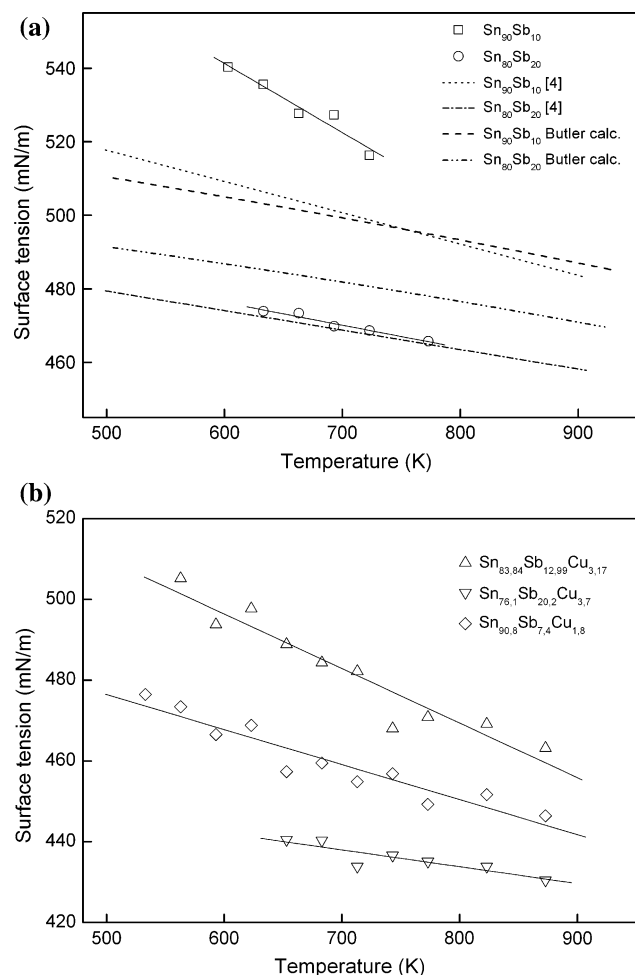 (a)
Sn90Sb10
Sn80Sb20
Sn90Sb10 [4]
Sn80Sb20 [4]
Sn90Sb10 Butler calc.
Sn80Sb20 Butler calc.
540
520
500
480
460
Surface tension (mN/m)
500 600 700 800 900
Temperature (K)
(b)
520
500
480
460
440
420
Surface tension (mN/m)
Sn83,84Sb12,99Cu3,17
Sn76,1Sb20,2Cu3,7
Sn90,8Sb7,4Cu1,8
500 600 700 800 900
Temperature (K)